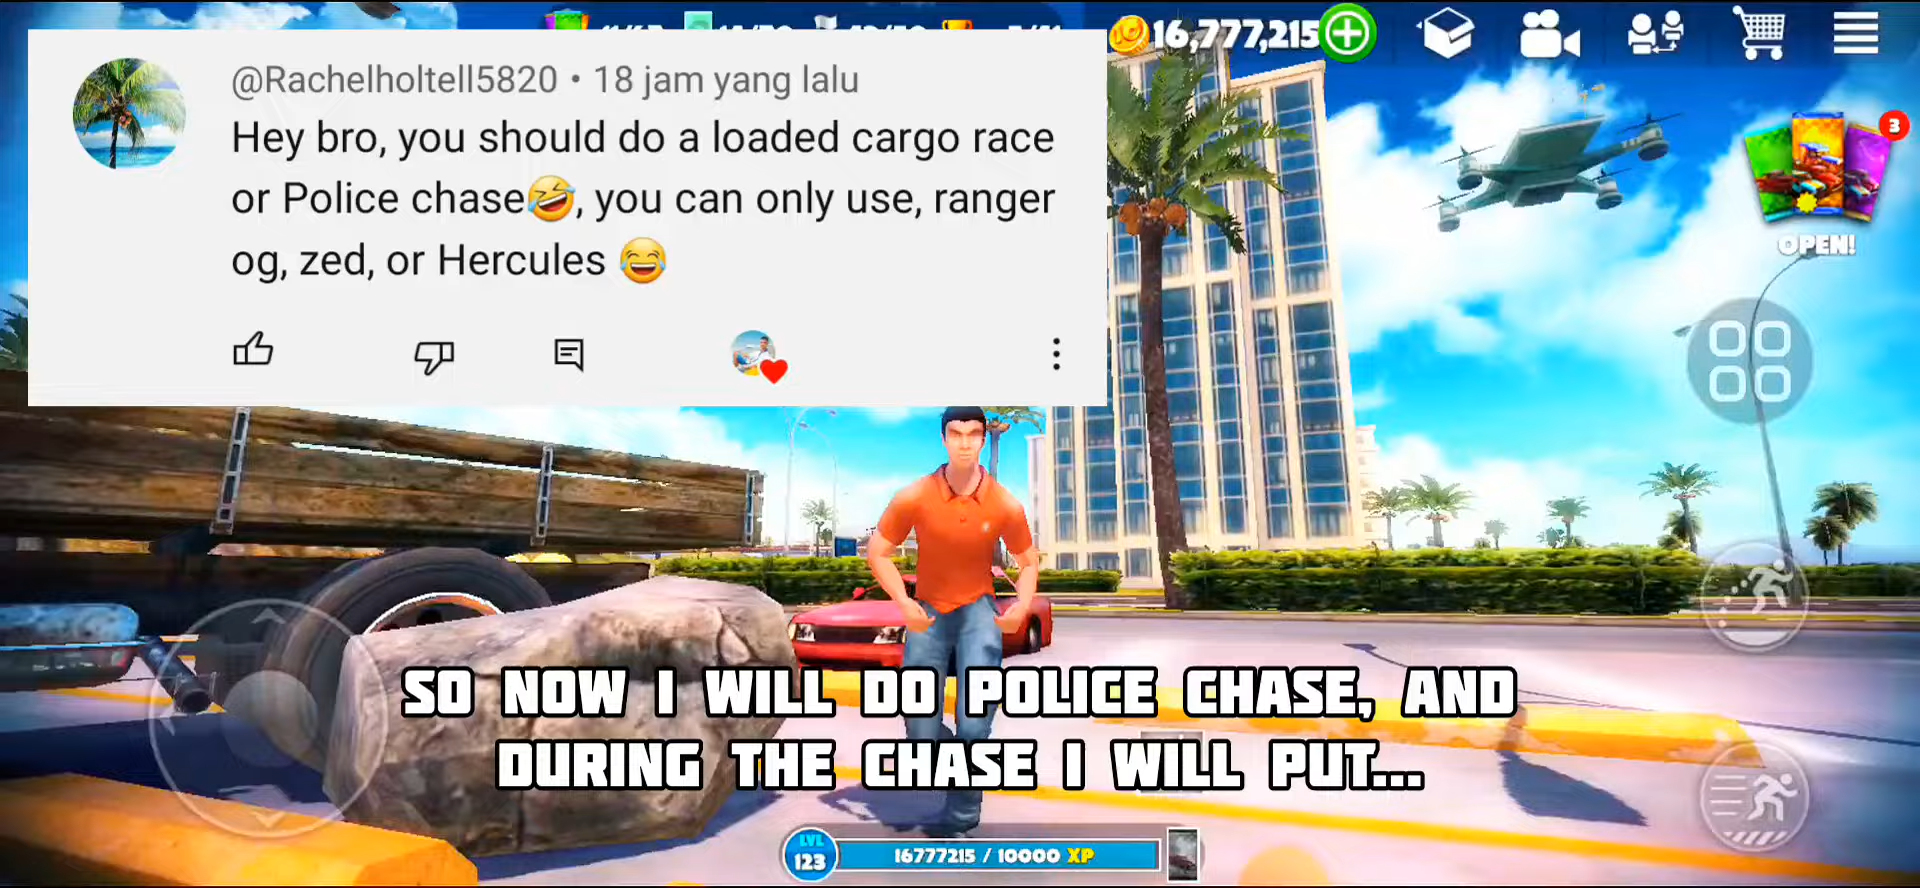 16,777,215
@Rachelholtell5820 • 18 jam yang lalu
Hey bro, you should do a loaded cargo race
or Police chase🤣, you can only use, ranger
og, zed, or Hercules 😂
3
OPEN!
SO NOW I WILL DO POLICE CHASE, AND
DURING THE CHASE I WILL PUT...
LVL
123
16777215 / 10000 XP